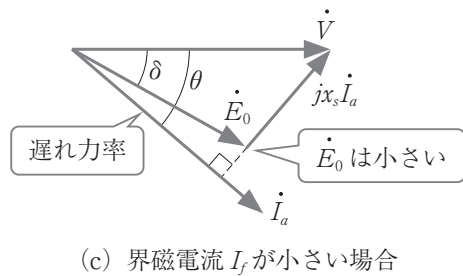 V̇
δ
θ
Ė₀
jxₛİₐ
遅れ力率
Ė₀ は小さい
İₐ
(c) 界磁電流 I_f が小さい場合